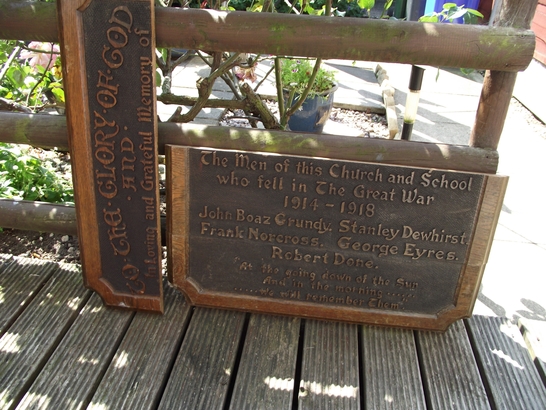 To THE GLORY OF GOD
AND
In Loving and Grateful Memory of
The Men of this Church and School
who fell in The Great War
1914 - 1918
John Boaz Grundy. Stanley Dewhirst.
Frank Norcross. George Eyres.
Robert Done.
"At the going down of the Sun
And in the morning .....
..... We will remember Them"